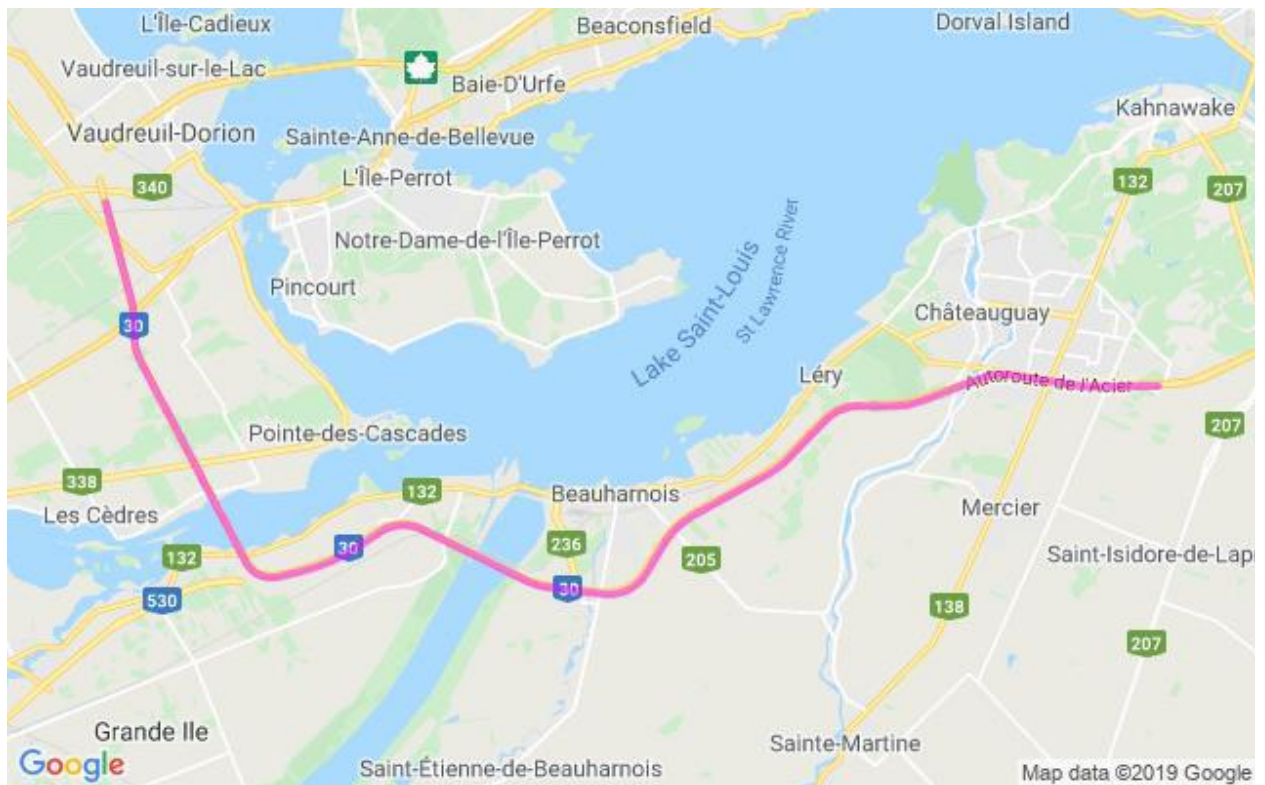 L'Île-Cadieux
Beaconsfield
Dorval Island
Vaudreuil-sur-le-Lac
Baie-D'Urfe
Kahnawake
Vaudreuil-Dorion
Sainte-Anne-de-Bellevue
L'Île-Perrot
132
340
207
Notre-Dame-de-l'Île-Perrot
Lake Saint-Louis
St Lawrence River
Pincourt
30
Châteauguay
Léry
Autoroute de l'Acier
207
Pointe-des-Cascades
338
132
Beauharnois
Les Cèdres
Mercier
132
30
236
205
Saint-Isidore-de-Lap
530
30
138
207
Grande Ile
Sainte-Martine
Google
Saint-Étienne-de-Beauharnois
Map data ©2019 Google